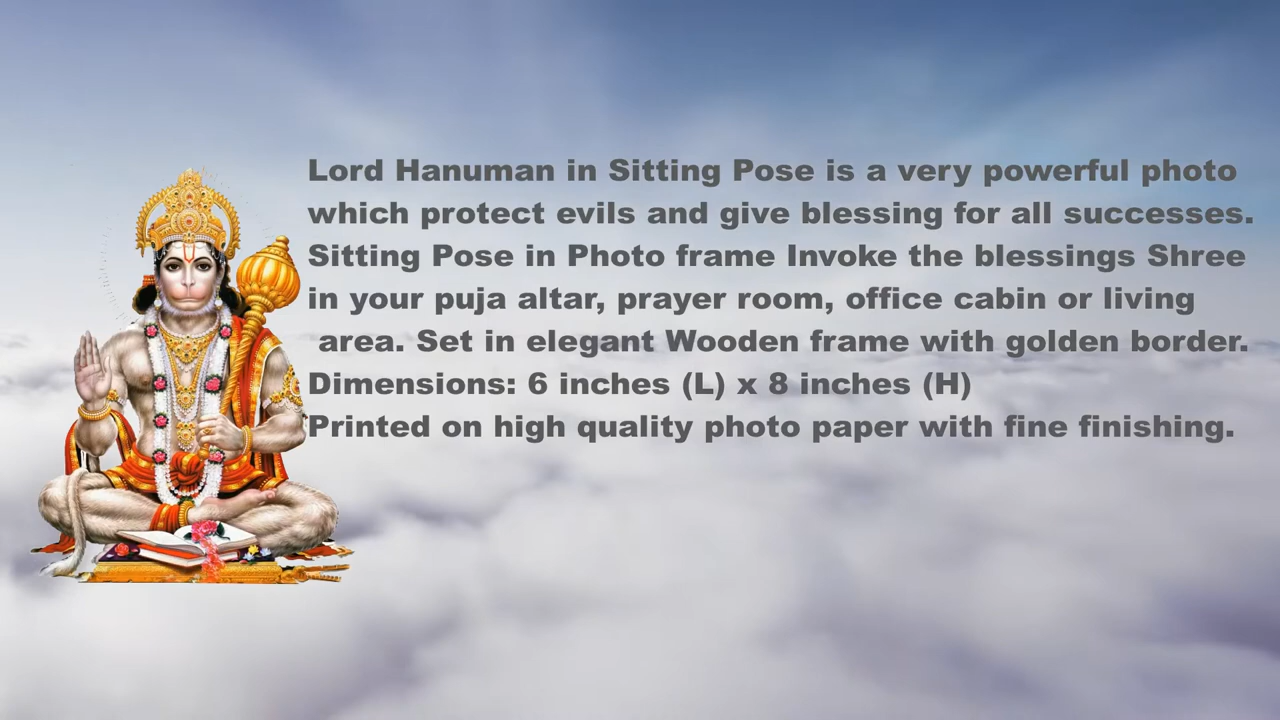 Lord Hanuman in Sitting Pose is a very powerful photo
which protect evils and give blessing for all successes.
Sitting Pose in Photo frame Invoke the blessings Shree
in your puja altar, prayer room, office cabin or living
area. Set in elegant Wooden frame with golden border.
Dimensions: 6 inches (L) x 8 inches (H)
Printed on high quality photo paper with fine finishing.